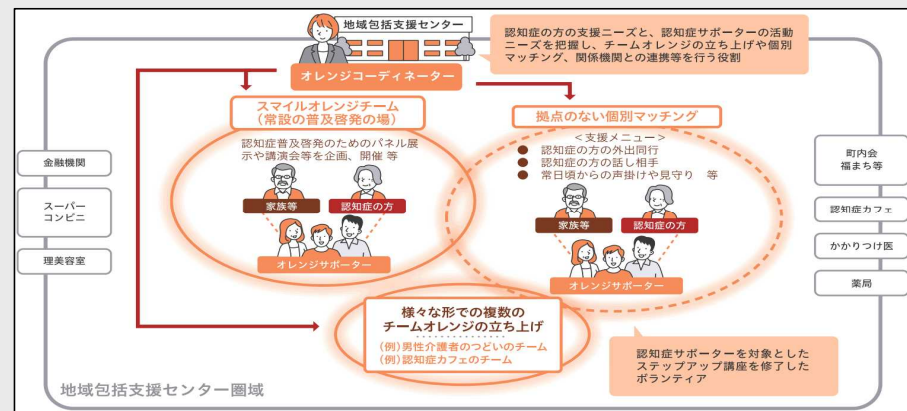 地域包括支援センター
認知症の方の支援ニーズと、認知症サポーターの活動
ニーズを把握し、チームオレンジの立ち上げや個別
マッチング、関係機関との連携等を行う役割
オレンジコーディネーター
スマイルオレンジチーム
（常設の普及啓発の場）
認知症普及啓発のためのパネル展
示や講演会等を企画、開催 等
家族等
認知症の方
オレンジサポーター
拠点のない個別マッチング
＜支援メニュー＞
● 認知症の方の外出同行
● 認知症の方の話し相手
● 常日頃からの声掛けや見守り 等
家族等
認知症の方
オレンジサポーター
金融機関
スーパー
コンビニ
理美容室
町内会
福まち等
認知症カフェ
かかりつけ医
薬局
様々な形での複数の
チームオレンジの立ち上げ
（例）男性介護者のつどいのチーム
（例）認知症カフェのチーム
認知症サポーターを対象とした
ステップアップ講座を修了した
ボランティア
地域包括支援センター圏域